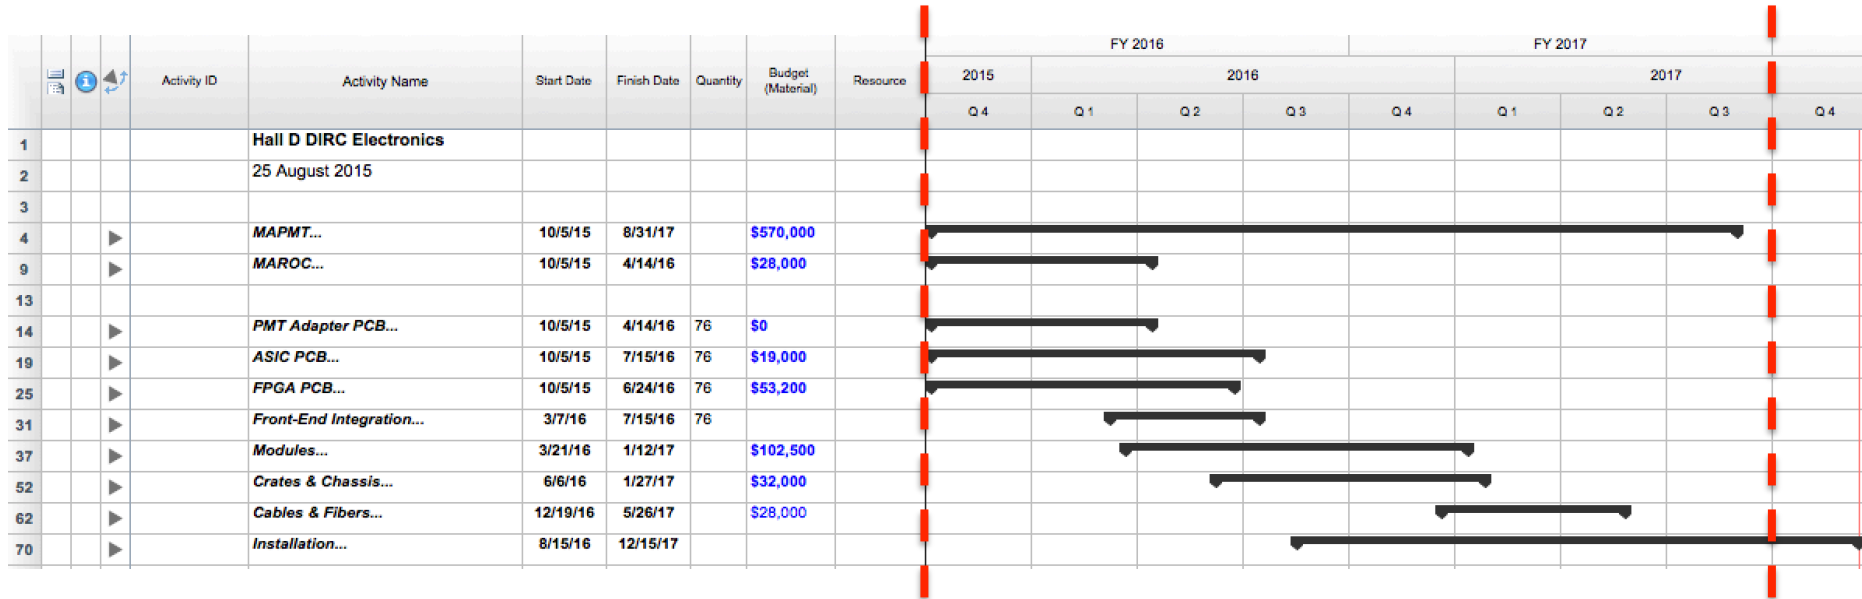 FY 2016 FY 2017
Activity ID Activity Name Start Date Finish Date Quantity Budget (Material) Resource 2015 2016 2017
Q 4 Q 1 Q 2 Q 3 Q 4 Q 1 Q 2 Q 3 Q 4
1 Hall D DIRC Electronics
2 25 August 2015
3
4 MAPMT... 10/5/15 8/31/17 $570,000
9 MAROC... 10/5/15 4/14/16 $28,000
13
14 PMT Adapter PCB... 10/5/15 4/14/16 76 $0
19 ASIC PCB... 10/5/15 7/15/16 76 $19,000
25 FPGA PCB... 10/5/15 6/24/16 76 $53,200
31 Front-End Integration... 3/7/16 7/15/16 76
37 Modules... 3/21/16 1/12/17 $102,500
52 Crates & Chassis... 6/6/16 1/27/17 $32,000
62 Cables & Fibers... 12/19/16 5/26/17 $28,000
70 Installation... 8/15/16 12/15/17